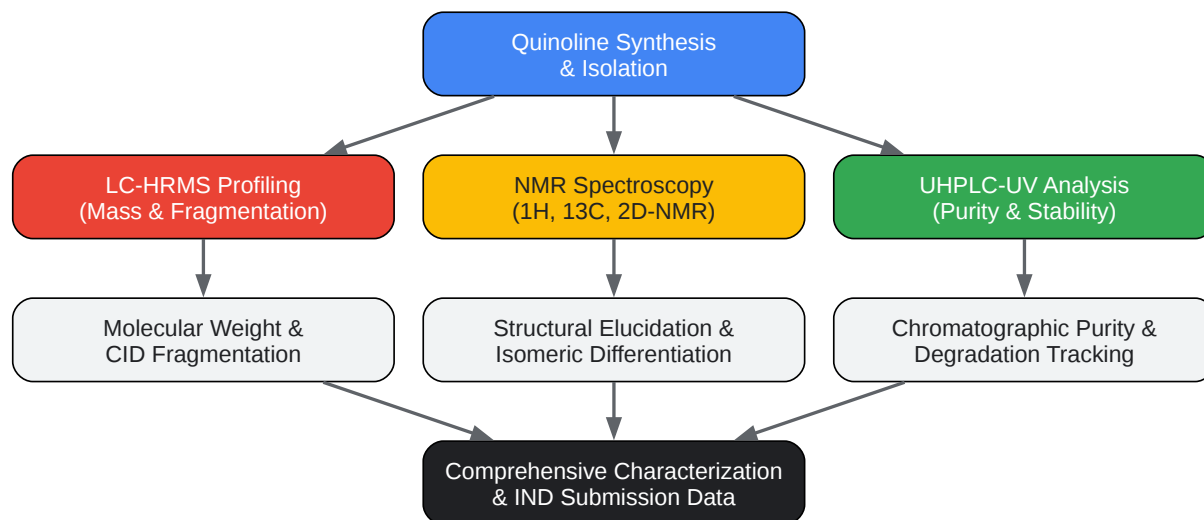 Quinoline Synthesis
& Isolation
LC-HRMS Profiling
(Mass & Fragmentation)
NMR Spectroscopy
(1H, 13C, 2D-NMR)
UHPLC-UV Analysis
(Purity & Stability)
Molecular Weight &
CID Fragmentation
Structural Elucidation &
Isomeric Differentiation
Chromatographic Purity &
Degradation Tracking
Comprehensive Characterization
& IND Submission Data